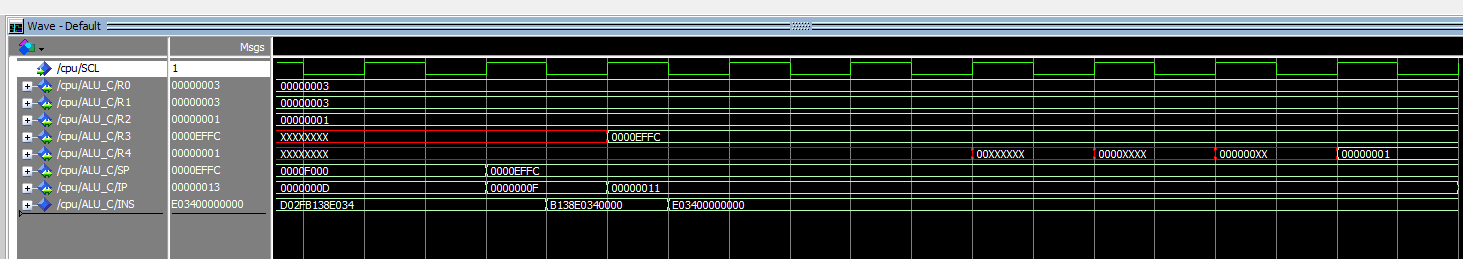 Wave - Default
Msgs
/cpu/SCL 1
/cpu/ALU_C/R0 00000003 00000003
/cpu/ALU_C/R1 00000003 00000003
/cpu/ALU_C/R2 00000001 00000001
/cpu/ALU_C/R3 0000EFFC XXXXXXXX 0000EFFC
/cpu/ALU_C/R4 00000001 XXXXXXXX 00XXXXXX 0000XXXX 000000XX 00000001
/cpu/ALU_C/SP 0000EFFC 0000F000 0000EFFC
/cpu/ALU_C/IP 00000013 0000000D 0000000F 00000011
/cpu/ALU_C/INS E03400000000 D02FB138E034 B138E0340000 E03400000000